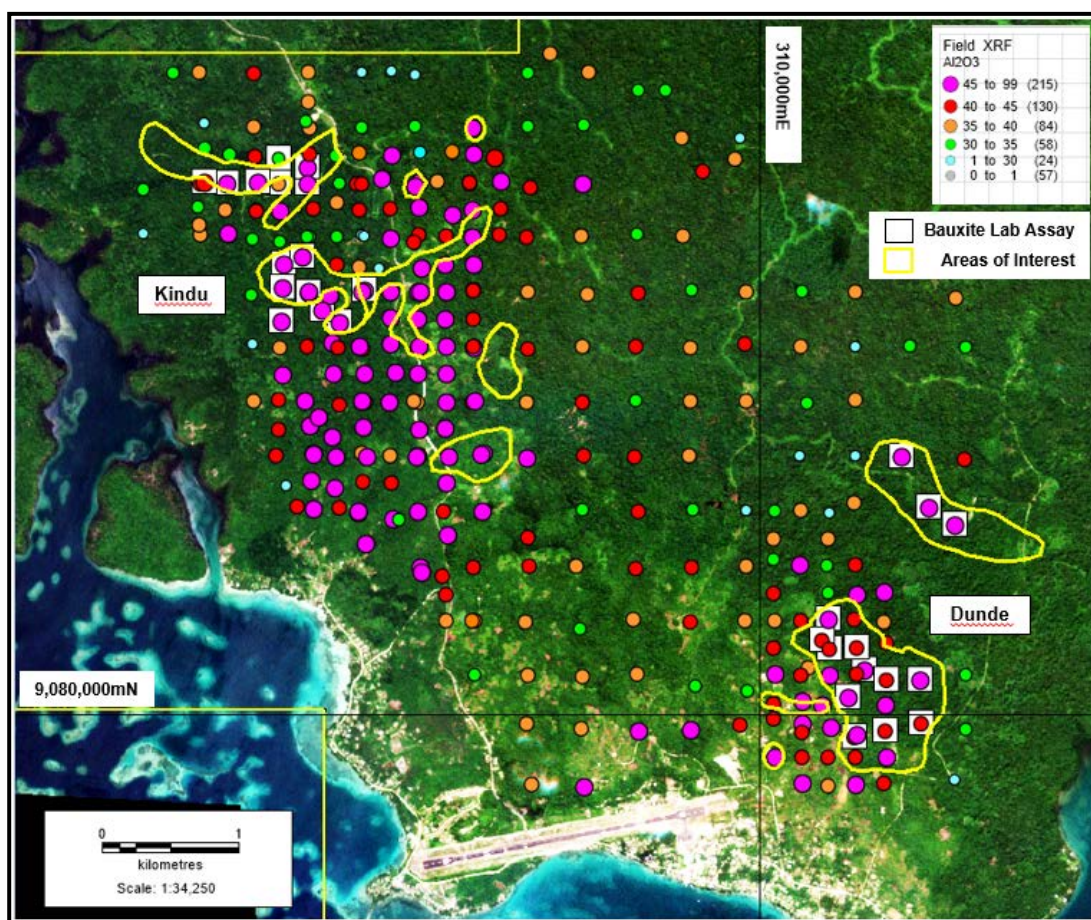 310,000mE
Field XRF
Al2O3
45 to 99 (215)
40 to 45 (130)
35 to 40 (84)
30 to 35 (58)
1 to 30 (24)
0 to 1 (57)
Bauxite Lab Assay
Areas of Interest
Kindu
Dunde
9,080,000mN
0 1
kilometres
Scale: 1:34,250